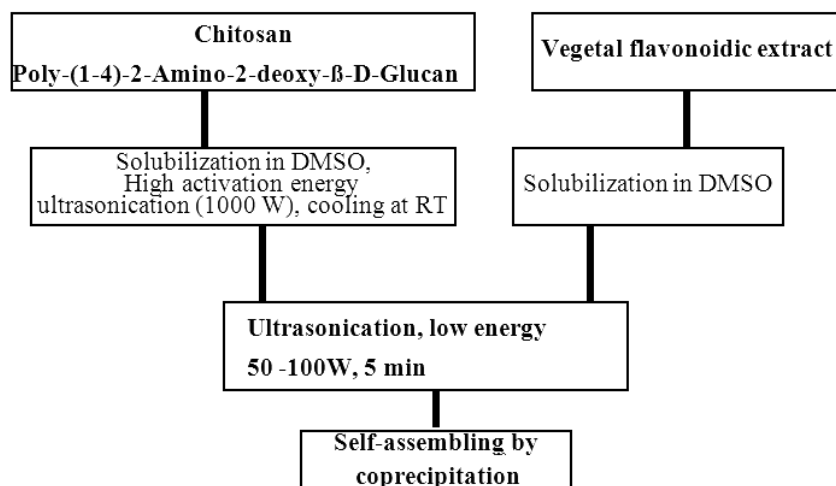 Chitosan
Poly-(1-4)-2-Amino-2-deoxy-ß-D-Glucan
Vegetal flavonoidic extract
Solubilization in DMSO,
High activation energy
ultrasonication (1000 W), cooling at RT
Solubilization in DMSO
Ultrasonication, low energy
50 -100W, 5 min
Self-assembling by
coprecipitation